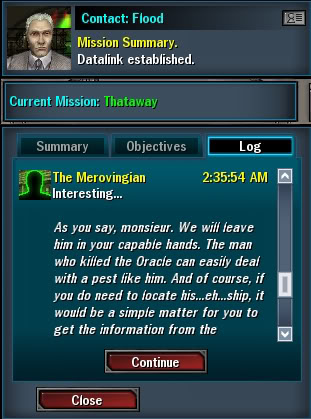 Contact: Flood
Mission Summary.
Datalink established.
Current Mission: Thataway
Summary
Objectives
Log
The Merovingian 2:35:54 AM
Interesting...
As you say, monsieur. We will leave
him in your capable hands. The man
who killed the Oracle can easily deal
with a pest like him. And of course, if
you do need to locate his...eh...ship, it
would be a simple matter for you to
get the information from the
Continue
Close